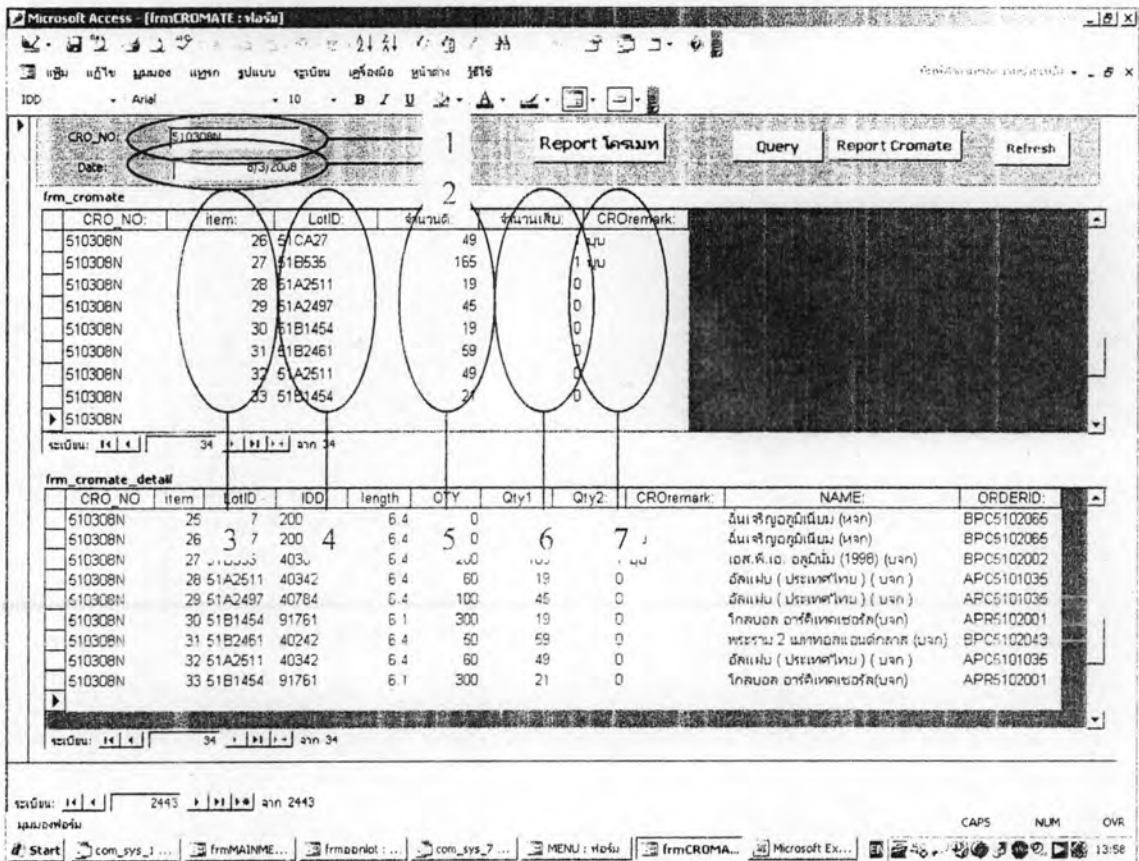 Microsoft Access - [frmCROMATE : ฟอร์ม]
แฟ้ม แก้ไข มุมมอง แทรก รูปแบบ ระเบียน เครื่องมือ หน้าต่าง วิธีใช้
IDD Arial 10 B I U A
CRO_NO: 510308N 1 Report โครเมท Query Report Cromate Refresh
Date: 8/3/2008
2
frm_cromate
CRO_NO: item: LotID: จำนวนดี: จำนวนเสีย: CROremark:
510308N 26 51CA27 49 บุบ
510308N 27 51B535 165 1 บุบ
510308N 28 51A2511 19 0
510308N 29 51A2497 45 0
510308N 30 51B1454 19 0
510308N 31 51B2461 59 0
510308N 32 51A2511 49 0
510308N 33 51B1454 21 0
510308N
ระเบียน: 34 จาก 34
frm_cromate_detail
CRO_NO item LotID IDD length QTY Qty1 Qty2: CROremark: NAME: ORDERID:
510308N 25 7 200 6.4 0 ฉันเจริญอลูมิเนียม (หจก) BPC5102065
510308N 26 7 200 6.4 0 ฉันเจริญอลูมิเนียม (หจก) BPC5102065
3 4 5 6 7
510308N 27 6.4 เอส.พี.เอ. อลูมินั่ม (1998) (บจก) BPC5102002
510308N 28 51A2511 40342 6.4 60 19 0 อัลแฝบ ( ประเทศไทย ) ( บจก ) APC5101035
510308N 29 51A2497 40784 6.4 100 45 0 อัลแฝบ ( ประเทศไทย ) ( บจก ) APC5101035
510308N 30 51B1454 91761 6.1 300 19 0 โกลบอล อาร์คิเทคเชอรัล(บจก) APR5102001
510308N 31 51B2461 40242 6.4 50 59 0 พระราม 2 เมททอลแอนด์กลาส (บจก) BPC5102043
510308N 32 51A2511 40342 6.4 60 49 0 อัลแฝบ ( ประเทศไทย ) ( บจก ) APC5101035
510308N 33 51B1454 91761 6.1 300 21 0 โกลบอล อาร์คิเทคเชอรัล(บจก) APR5102001
ระเบียน: 34 จาก 34
ระเบียน: 2443 จาก 2443
มุมมองฟอร์ม CAPS NUM OVR
Start com_sys_1 ... frmMAINME... frmopnlot : ... com_sys_7 ... MENU : ฟอร์ม frmCROMA... Microsoft Ex... 13:58